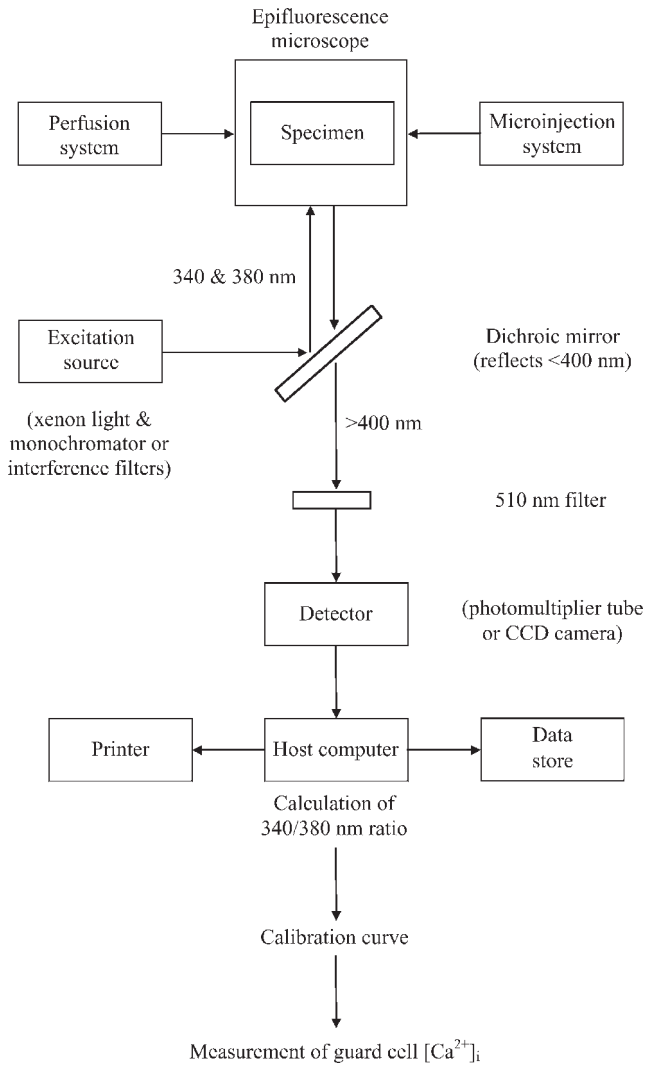 Epifluorescence
microscope
Perfusion
system
Specimen
Microinjection
system
340 & 380 nm
Excitation
source
Dichroic mirror
(reflects <400 nm)
(xenon light &
monochromator or
interference filters)
>400 nm
510 nm filter
Detector
(photomultiplier tube
or CCD camera)
Printer
Host computer
Data
store
Calculation of
340/380 nm ratio
Calibration curve
Measurement of guard cell [Ca²⁺]ᵢ